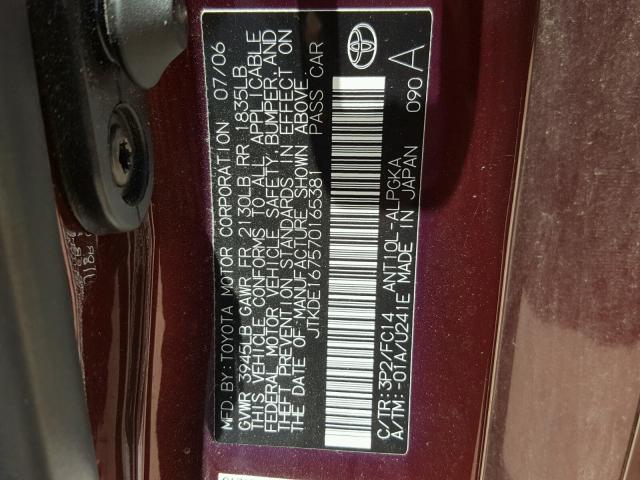 MFD.BY:TOYOTA MOTOR CORPORATION 07/06
GVWR 3945LB GAWR FR 2130LB RR 1835LB
THIS VEHICLE CONFORMS TO ALL APPLICABLE
FEDERAL MOTOR VEHICLE SAFETY, BUMPER, AND
THEFT PREVENTION STANDARDS IN EFFECT ON
THE DATE OF MANUFACTURE SHOWN ABOVE.
JTKDE167570165381 PASS CAR
C/TR:3P2/FC14 ANT10L-ALPGKA 090 A
A/TM:-01A/U241E MADE IN JAPAN